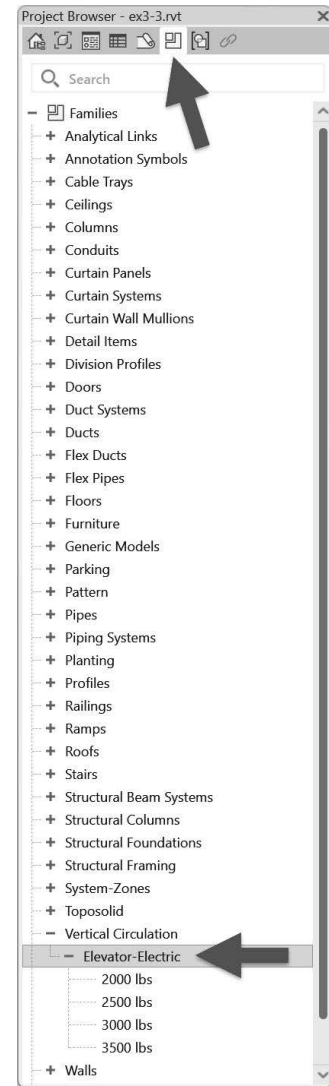 Project Browser - ex3-3.rvt
Search
Families
Analytical Links
Annotation Symbols
Cable Trays
Ceilings
Columns
Conduits
Curtain Panels
Curtain Systems
Curtain Wall Mullions
Detail Items
Division Profiles
Doors
Duct Systems
Ducts
Flex Ducts
Flex Pipes
Floors
Furniture
Generic Models
Parking
Pattern
Pipes
Piping Systems
Planting
Profiles
Railings
Ramps
Roofs
Stairs
Structural Beam Systems
Structural Columns
Structural Foundations
Structural Framing
System-Zones
Toposolid
Vertical Circulation
Elevator-Electric
2000 lbs
2500 lbs
3000 lbs
3500 lbs
Walls